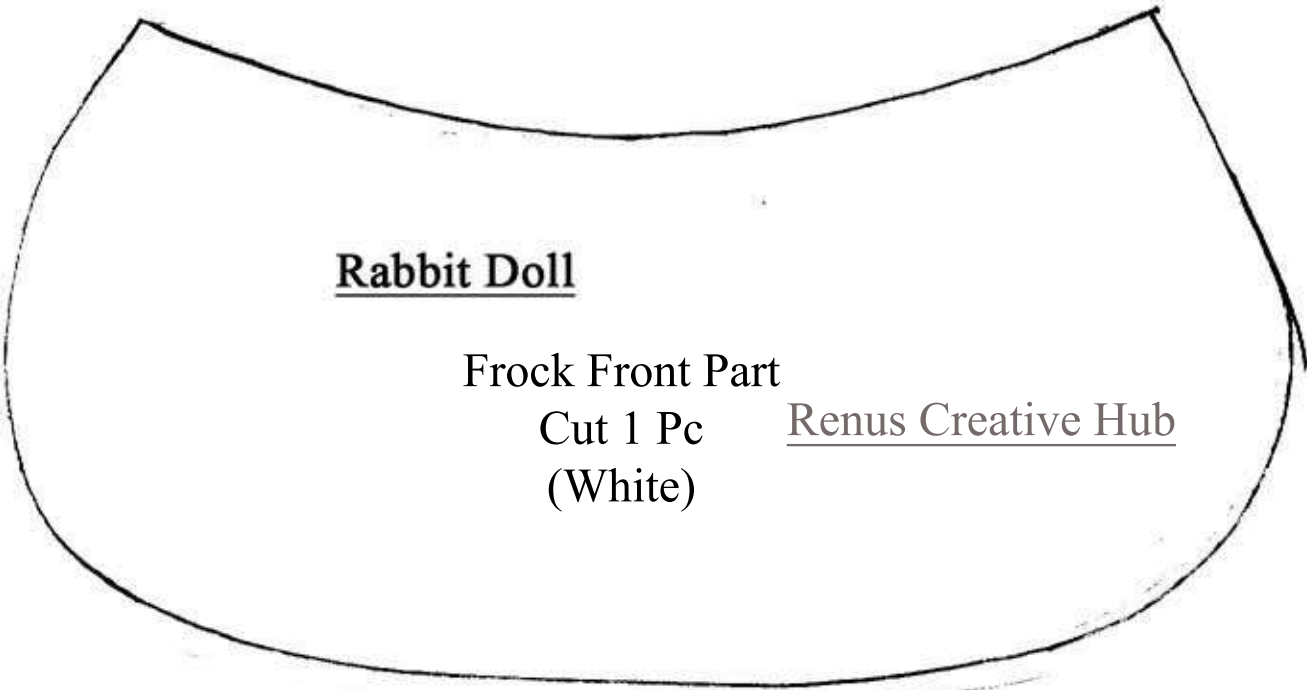 Rabbit Doll
Frock Front Part
Cut 1 Pc
Renus Creative Hub
(White)